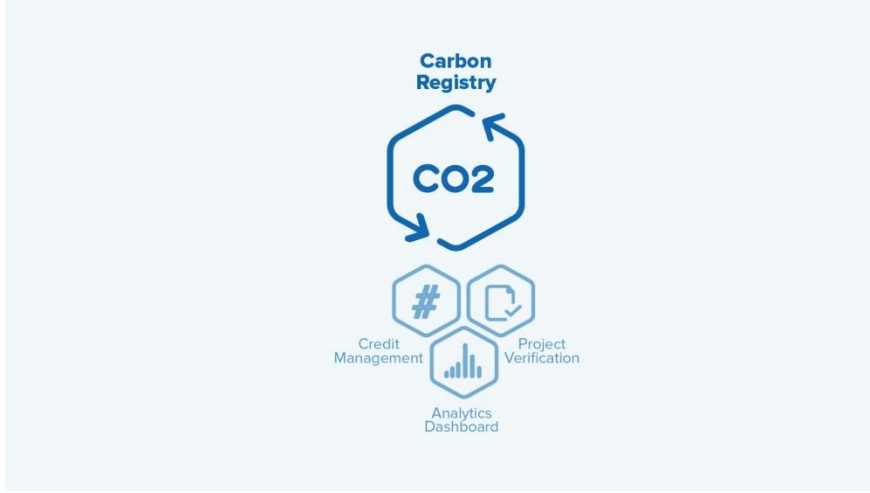 Carbon
Registry
CO2
#
Credit
Management
Project
Verification
Analytics
Dashboard